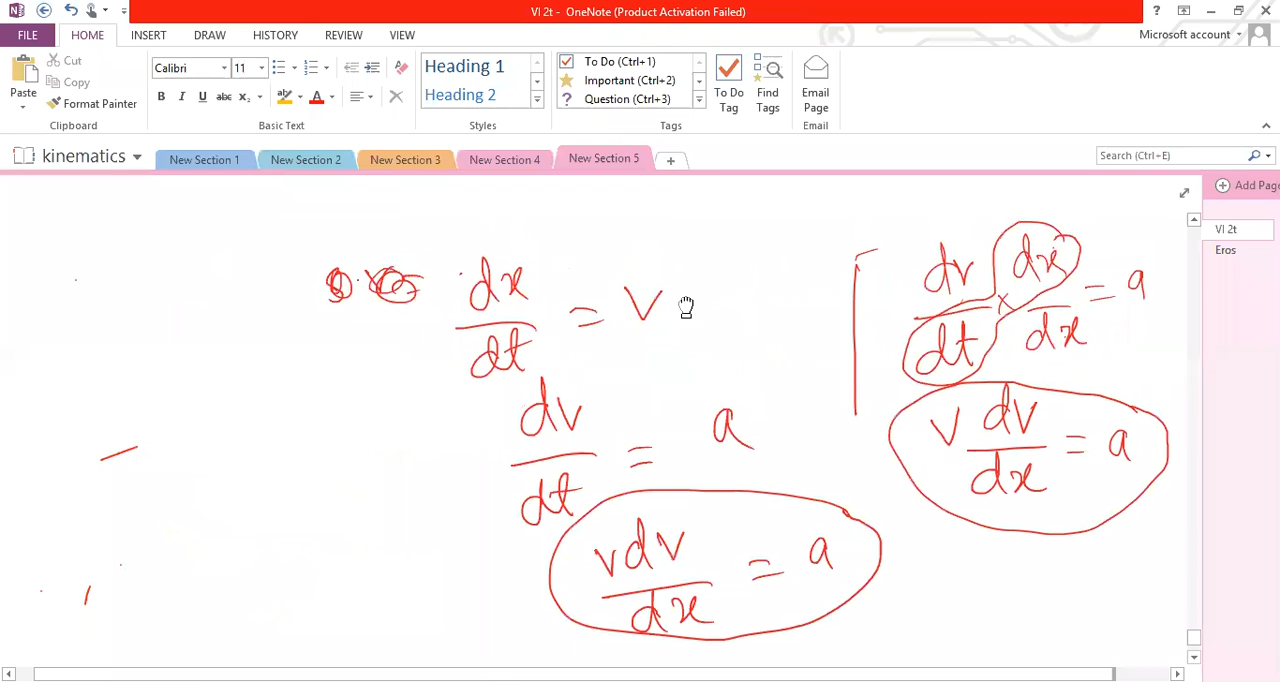 VI 2t - OneNote (Product Activation Failed)
FILE HOME INSERT DRAW HISTORY REVIEW VIEW
Microsoft account
Paste
Cut
Copy
Format Painter
Clipboard
Calibri 11
B I U abc x₂ A
Basic Text
Heading 1
Heading 2
Styles
To Do (Ctrl+1)
Important (Ctrl+2)
Question (Ctrl+3)
To Do Tag
Find Tags
Tags
Email Page
Email
kinematics
New Section 1 New Section 2 New Section 3 New Section 4 New Section 5 +
Search (Ctrl+E)
Add Page
VI 2t
Eros
dx/dt = v
dv/dt = a
vdv/dx = a
dv/dt × dx/dx = a
v dv/dx = a